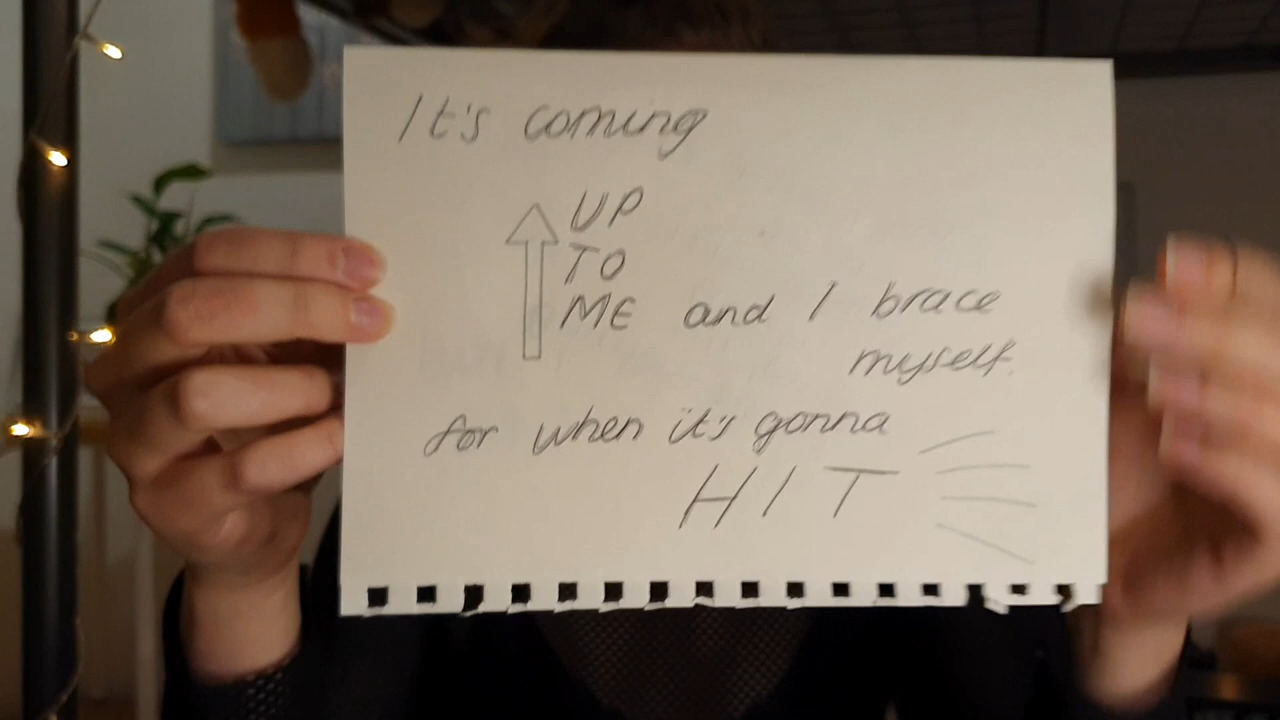 It's coming
UP
TO
ME and I brace
myself.
for when it's gonna
HIT